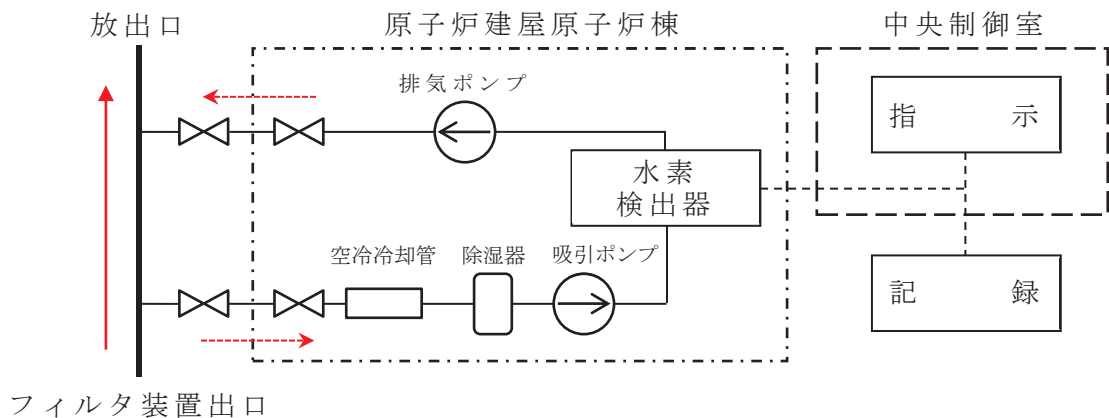 放出口
原子炉建屋原子炉棟
中央制御室
排気ポンプ
指示
水素
検出器
空冷冷却管
除湿器
吸引ポンプ
記録
フィルタ装置出口